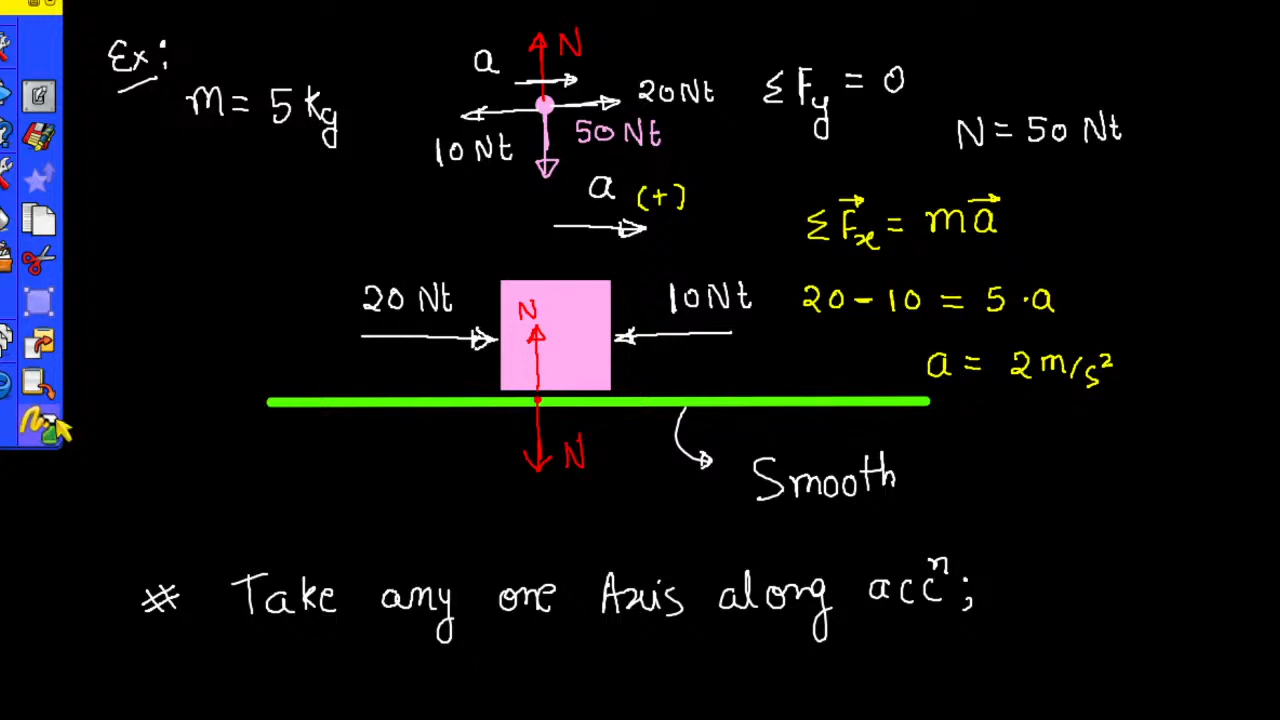 Ex:
m = 5 kg
N
a
20 Nt
10 Nt
50 Nt
ΣFy = 0
N = 50 Nt
a (+)
ΣF⃗x = ma⃗
20 Nt
N
10 Nt
20 - 10 = 5 · a
a = 2 m/s²
N
Smooth
* Take any one Axis along accⁿ;